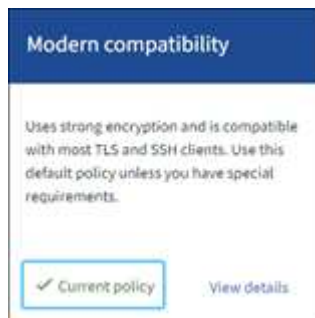 Modern compatibility
Uses strong encryption and is compatible
with most TLS and SSH clients. Use this
default policy unless you have special
requirements.
Current policy
View details